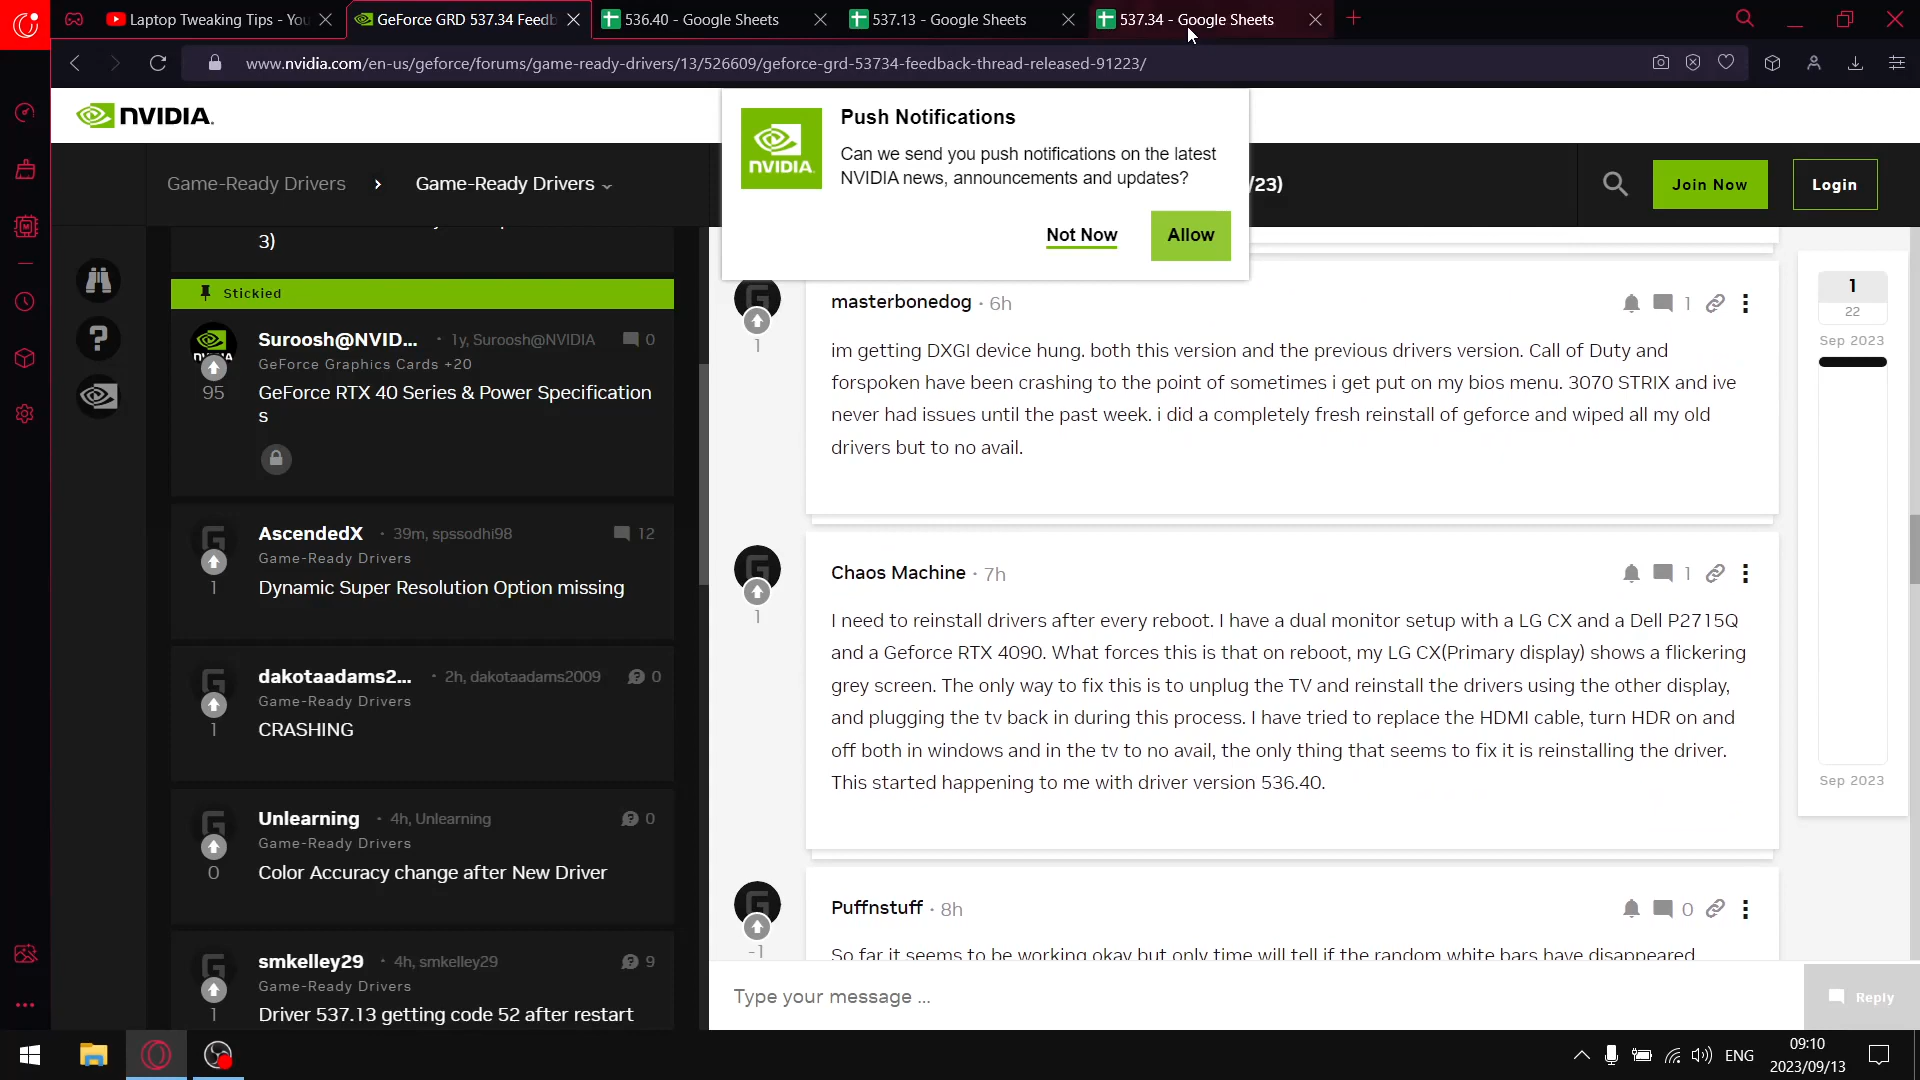 Laptop Tweaking Tips - You
GeForce GRD 537.34 Feedb
536.40 - Google Sheets
537.13 - Google Sheets
537.34 - Google Sheets
www.nvidia.com/en-us/geforce/forums/game-ready-drivers/13/526609/geforce-grd-53734-feedback-thread-released-91223/
NVIDIA.
NVIDIA.
Push Notifications
Can we send you push notifications on the latest
NVIDIA news, announcements and updates?
Not Now
Allow
Game-Ready Drivers
Game-Ready Drivers
/23)
Join Now
Login
3)
Stickied
Suroosh@NVID... · 1y, Suroosh@NVIDIA 0
GeForce Graphics Cards +20
95
GeForce RTX 40 Series & Power Specification
s
AscendedX · 39m, spssodhi98 12
Game-Ready Drivers
1
Dynamic Super Resolution Option missing
dakotaadams2... · 2h, dakotaadams2009 0
Game-Ready Drivers
1
CRASHING
Unlearning · 4h, Unlearning 0
Game-Ready Drivers
0
Color Accuracy change after New Driver
smkelley29 · 4h, smkelley29 9
Game-Ready Drivers
1
Driver 537.13 getting code 52 after restart
masterbonedog · 6h 1
1
im getting DXGI device hung. both this version and the previous drivers version. Call of Duty and
forspoken have been crashing to the point of sometimes i get put on my bios menu. 3070 STRIX and ive
never had issues until the past week. i did a completely fresh reinstall of geforce and wiped all my old
drivers but to no avail.
Chaos Machine · 7h 1
1
I need to reinstall drivers after every reboot. I have a dual monitor setup with a LG CX and a Dell P2715Q
and a Geforce RTX 4090. What forces this is that on reboot, my LG CX(Primary display) shows a flickering
grey screen. The only way to fix this is to unplug the TV and reinstall the drivers using the other display,
and plugging the tv back in during this process. I have tried to replace the HDMI cable, turn HDR on and
off both in windows and in the tv to no avail, the only thing that seems to fix it is reinstalling the driver.
This started happening to me with driver version 536.40.
Puffnstuff · 8h 0
-1
So far it seems to be working okay but only time will tell if the random white bars have disappeared
Type your message ...
Reply
1
22
Sep 2023
Sep 2023
ENG
09:10
2023/09/13